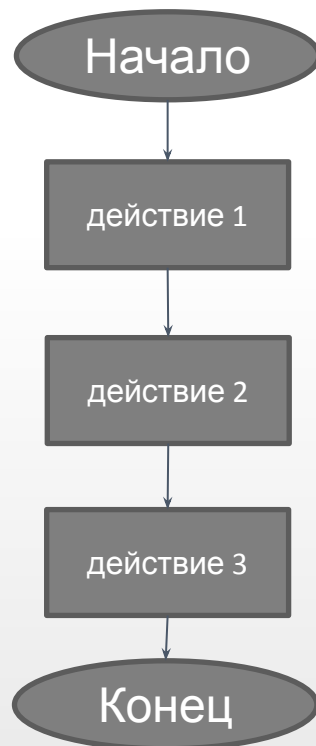 Начало
действие 1
действие 2
действие 3
Конец